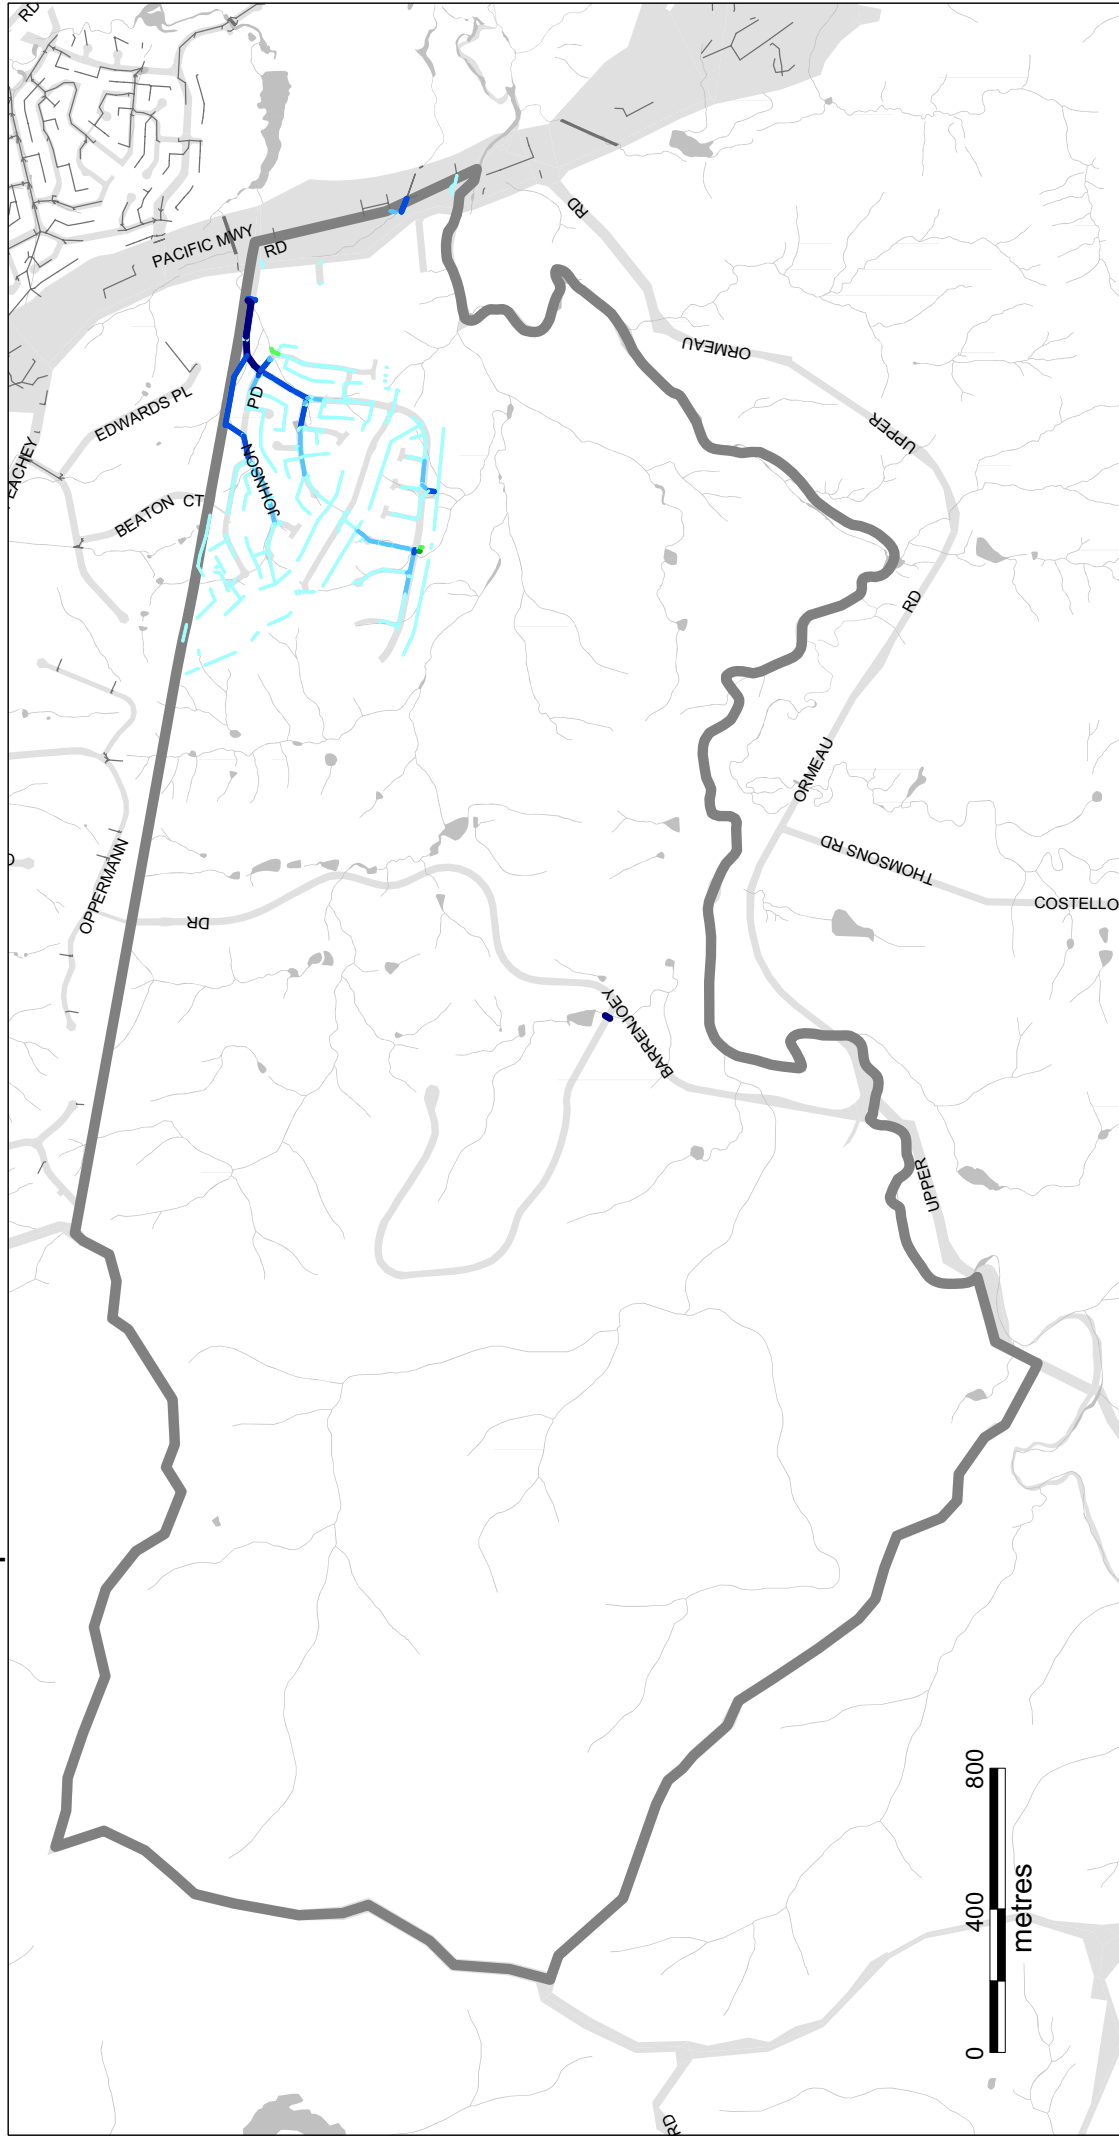 RD
PACIFIC MWY
RD
RD
ORMEAU
EACHEY
EDWARDS PL
PD
UPPER
JOHNSON
BEATON CT
RD
ORMEAU
OPPERMANN
THOMSONS RD
COSTELLO
DR
BARRENJOEY
UPPER
0 400 800
metres
RD